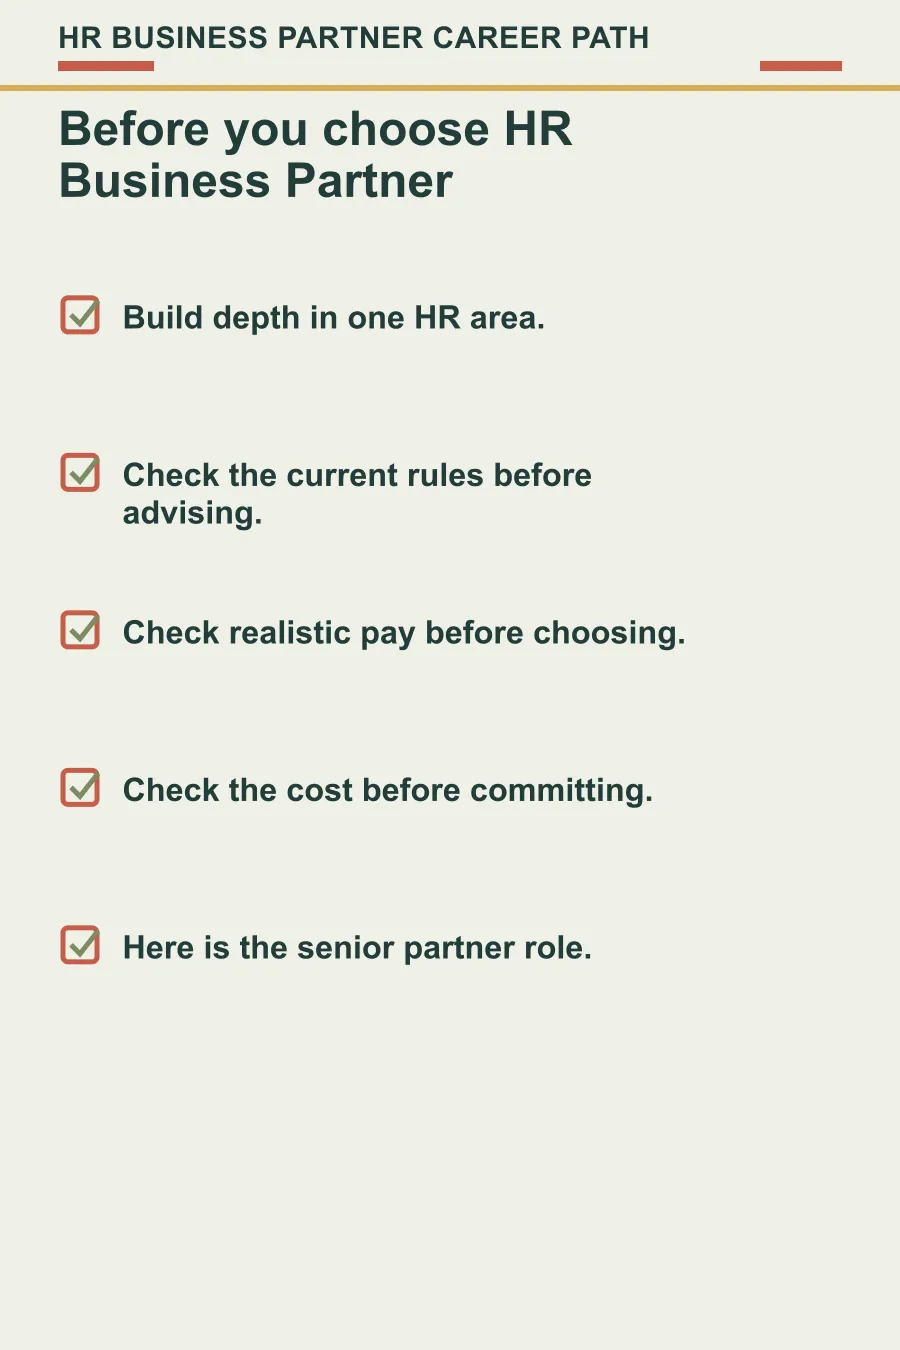 HR BUSINESS PARTNER CAREER PATH
Before you choose HR
Business Partner
Build depth in one HR area.
Check the current rules before
advising.
Check realistic pay before choosing.
Check the cost before committing.
Here is the senior partner role.